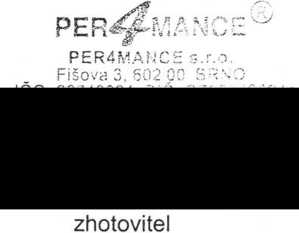 PER4MANCE®
PER4MANCE s.r.o.
Fišova 3, 602 00 BRNO
zhotovitel